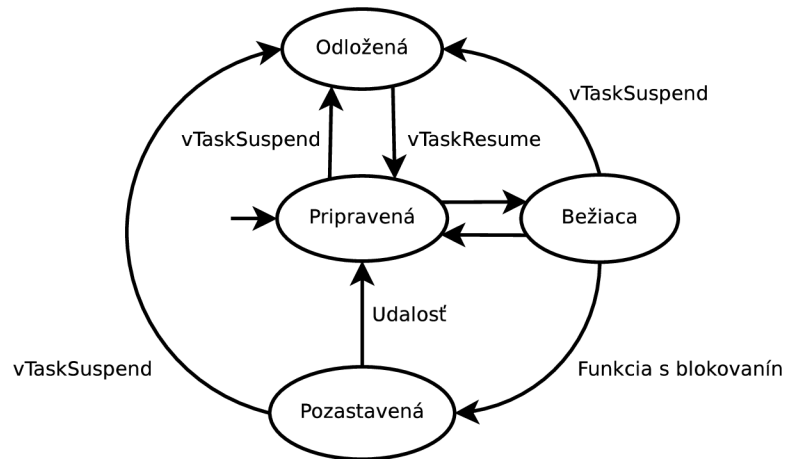 Odložená
vTaskSuspend
vTaskSuspend
vTaskResume
Pripravená
Bežiaca
Udalosť
vTaskSuspend
Funkcia s blokovanín
Pozastavená